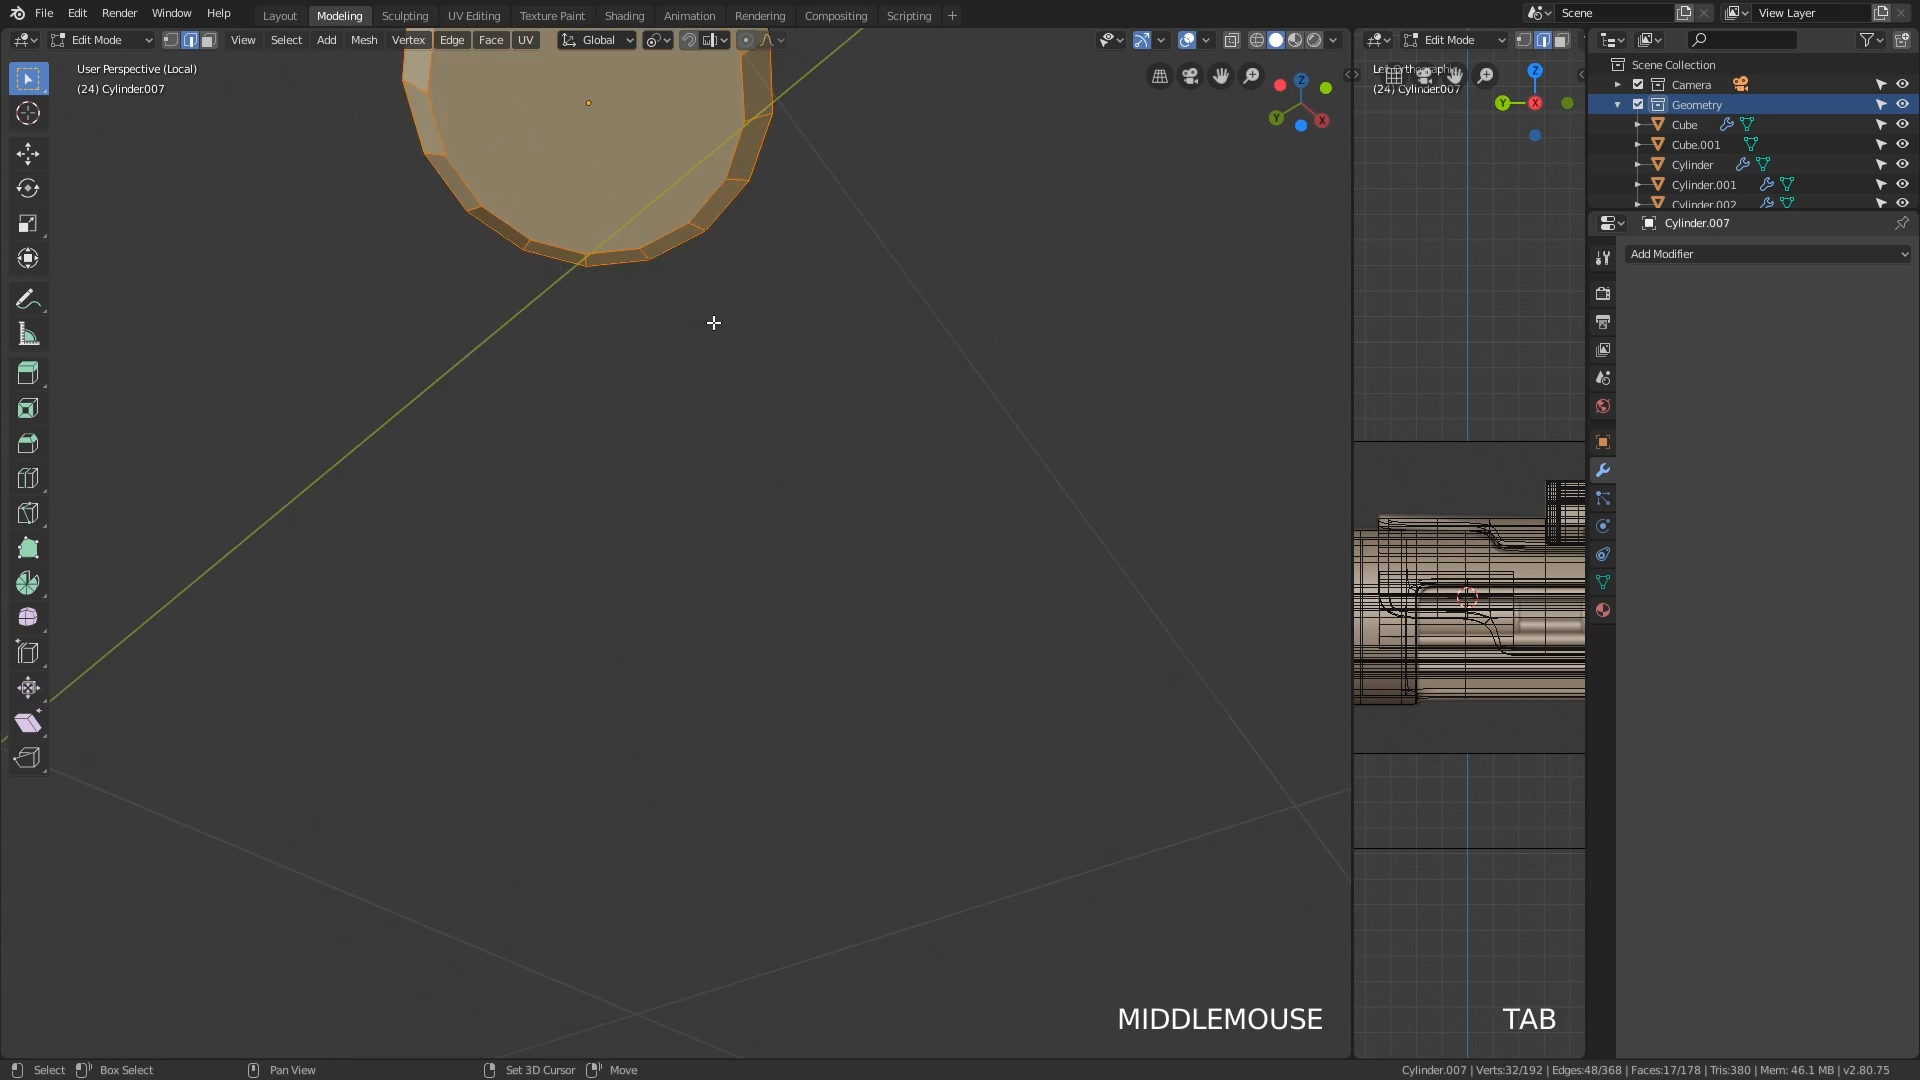 File Edit Render Window Help Layout Modeling Sculpting UV Editing Texture Paint Shading Animation Rendering Compositing Scripting + Scene View Layer
Edit Mode View Select Add Mesh Vertex Edge Face UV Global Edit Mode
User Perspective (Local)
(24) Cylinder.007
(24) Cylinder.007
Z
Y
X
Z
Y
X
Scene Collection
Camera
Geometry
Cube
Cube.001
Cylinder
Cylinder.001
Cylinder.002
Cylinder.007
Add Modifier
MIDDLEMOUSE
TAB
Select Box Select Pan View Set 3D Cursor Move Cylinder.007 | Verts:32/192 | Edges:48/368 | Faces:17/178 | Tris:380 | Mem: 46.1 MB | v2.80.75